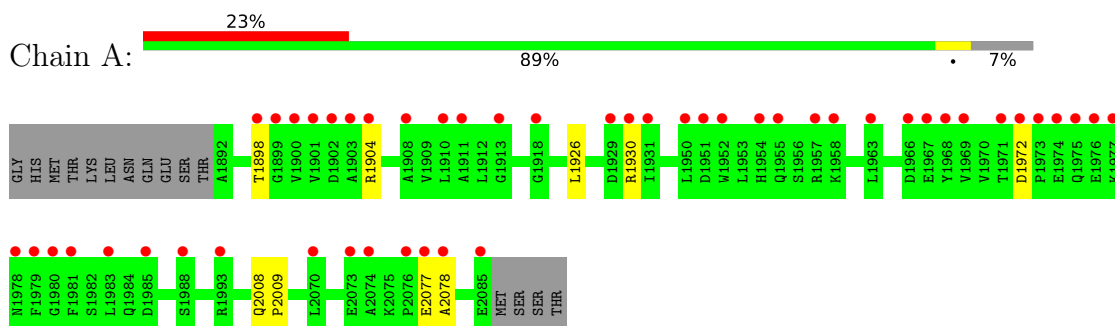 23%
Chain A:
89%
•
7%
GLY HIS MET THR LYS LEU ASN GLN GLU SER THR A1892 T1898 G1899 V1900 V1901 D1902 A1903 R1904 A1908 V1909 L1910 A1911 L1912 G1913 G1918 L1926 D1929 R1930 I1931 L1950 D1951 W1952 L1953 H1954 Q1955 S1956 R1957 K1958 L1963 D1966 E1967 Y1968 V1969 V1970 T1971 D1972 P1973 E1974 Q1975 E1976 K1977
N1978 F1979 G1980 F1981 S1982 L1983 Q1984 D1985 S1988 R1993 Q2008 P2009 L2070 E2073 A2074 K2075 P2076 E2077 A2078 E2085 MET SER SER THR